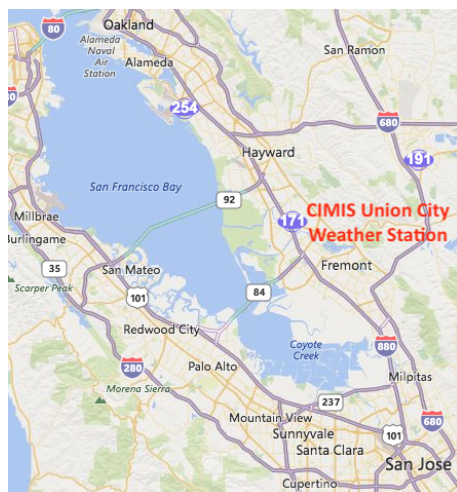 80
Oakland
Alameda
Naval
Air
Station
Alameda
San Ramon
254
680
191
Hayward
San Francisco Bay
92
171
CIMIS Union City
Weather Station
Millbrae
Burlingame
35
San Mateo
Fremont
Scarper Peak
101
84
Redwood City
Coyote
Creek
880
280
Palo Alto
Milpitas
Morena Sierra
237
Mountain View
680
Sunnyvale
101
Santa Clara
San Jose
Cupertino